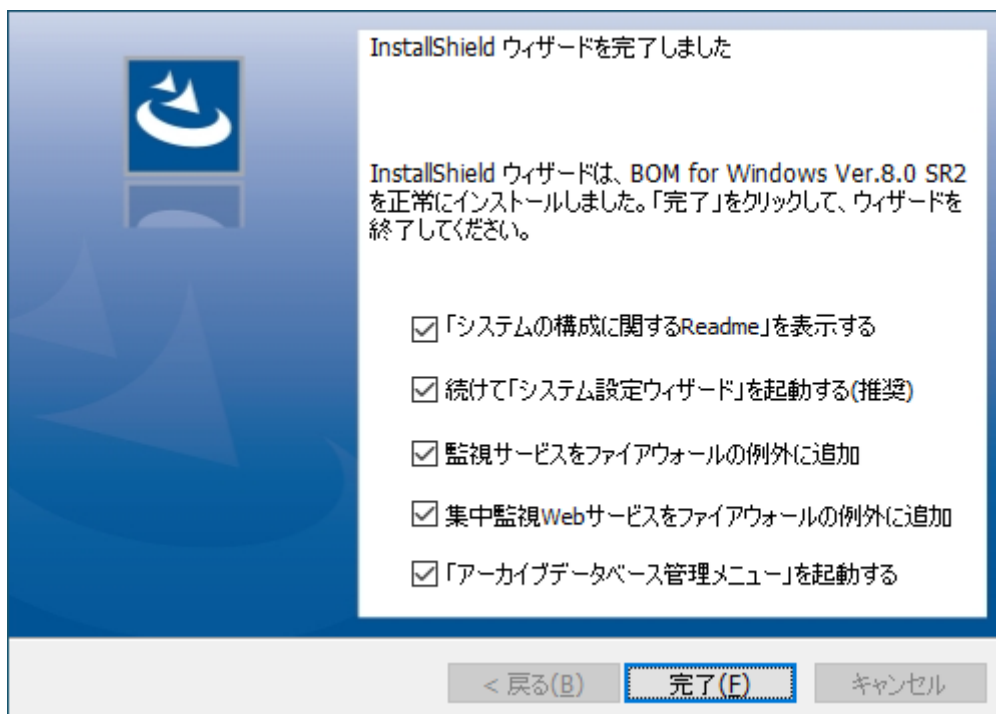 InstallShield ウィザードを完了しました
InstallShield ウィザードは、BOM for Windows Ver.8.0 SR2
を正常にインストールしました。「完了」をクリックして、ウィザードを
終了してください。
「システムの構成に関するReadme」を表示する
続けて「システム設定ウィザード」を起動する(推奨)
監視サービスをファイアウォールの例外に追加
集中監視Webサービスをファイアウォールの例外に追加
「アーカイブデータベース管理メニュー」を起動する
< 戻る(B) 完了(F) キャンセル